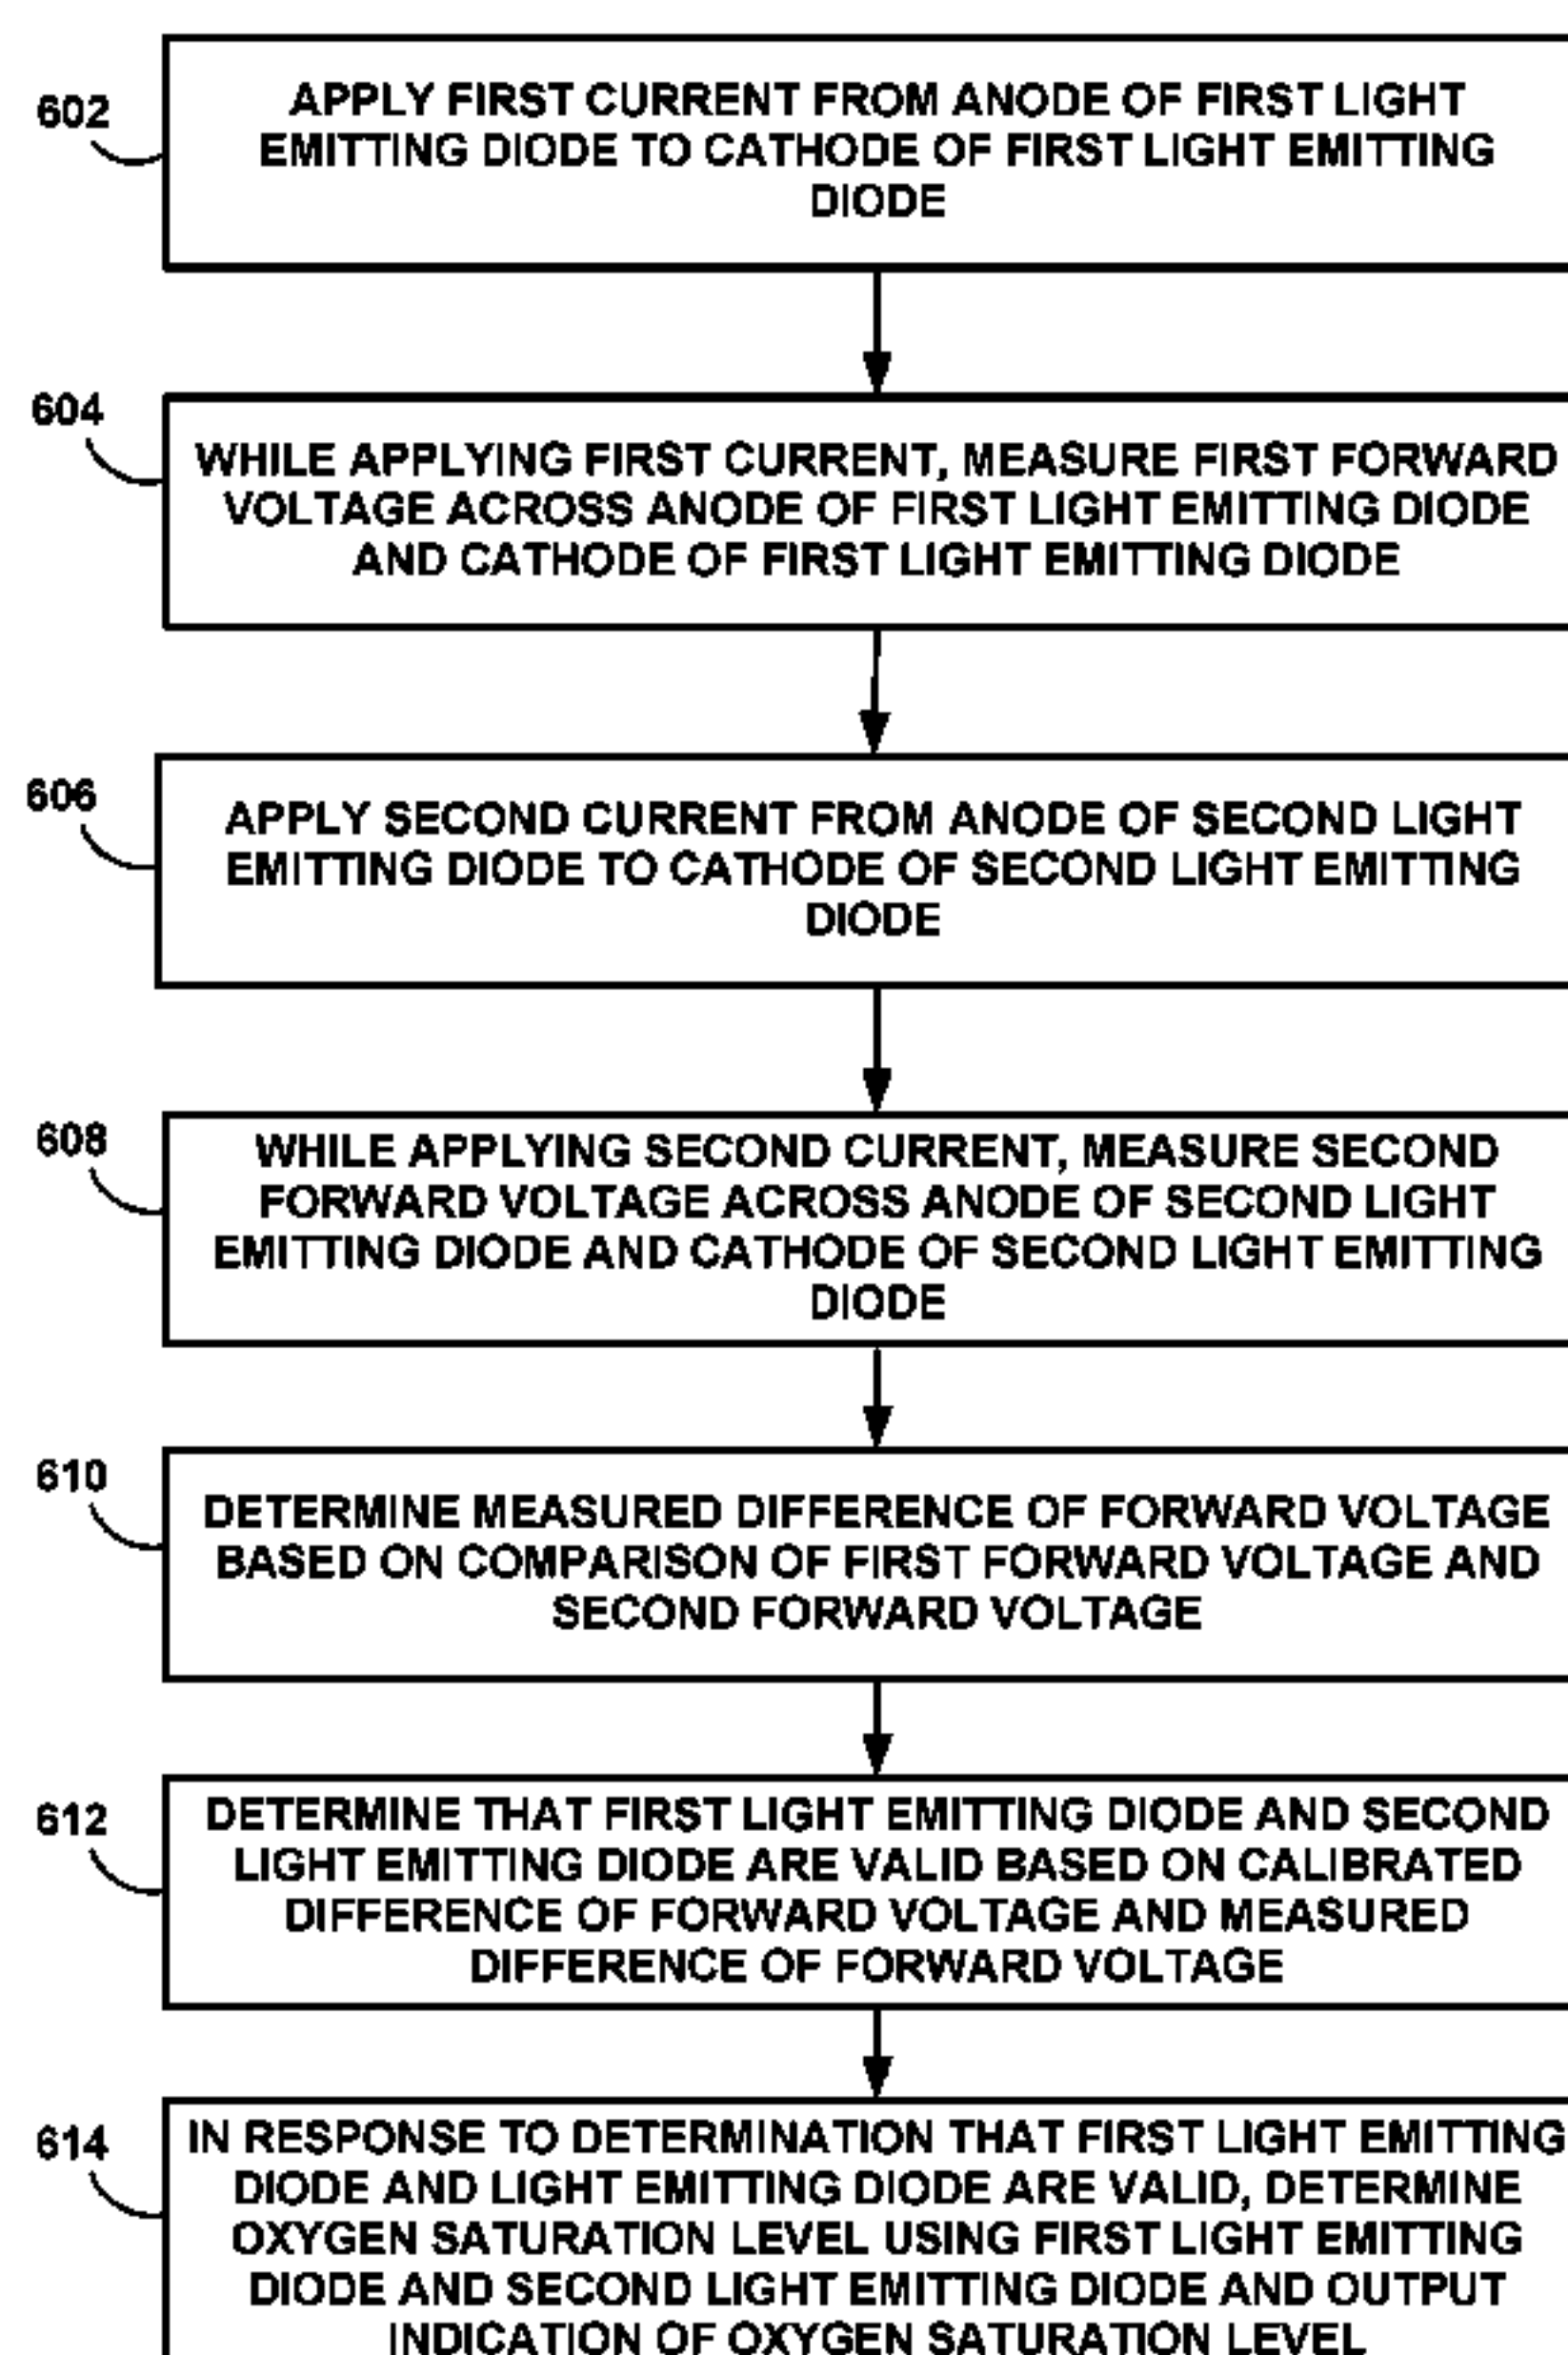 602
APPLY FIRST CURRENT FROM ANODE OF FIRST LIGHT
EMITTING DIODE TO CATHODE OF FIRST LIGHT EMITTING
DIODE
604
WHILE APPLYING FIRST CURRENT, MEASURE FIRST FORWARD
VOLTAGE ACROSS ANODE OF FIRST LIGHT EMITTING DIODE
AND CATHODE OF FIRST LIGHT EMITTING DIODE
606
APPLY SECOND CURRENT FROM ANODE OF SECOND LIGHT
EMITTING DIODE TO CATHODE OF SECOND LIGHT EMITTING
DIODE
608
WHILE APPLYING SECOND CURRENT, MEASURE SECOND
FORWARD VOLTAGE ACROSS ANODE OF SECOND LIGHT
EMITTING DIODE AND CATHODE OF SECOND LIGHT EMITTING
DIODE
610
DETERMINE MEASURED DIFFERENCE OF FORWARD VOLTAGE
BASED ON COMPARISON OF FIRST FORWARD VOLTAGE AND
SECOND FORWARD VOLTAGE
612
DETERMINE THAT FIRST LIGHT EMITTING DIODE AND SECOND
LIGHT EMITTING DIODE ARE VALID BASED ON CALIBRATED
DIFFERENCE OF FORWARD VOLTAGE AND MEASURED
DIFFERENCE OF FORWARD VOLTAGE
614
IN RESPONSE TO DETERMINATION THAT FIRST LIGHT EMITTING
DIODE AND LIGHT EMITTING DIODE ARE VALID, DETERMINE
OXYGEN SATURATION LEVEL USING FIRST LIGHT EMITTING
DIODE AND SECOND LIGHT EMITTING DIODE AND OUTPUT
INDICATION OF OXYGEN SATURATION LEVEL